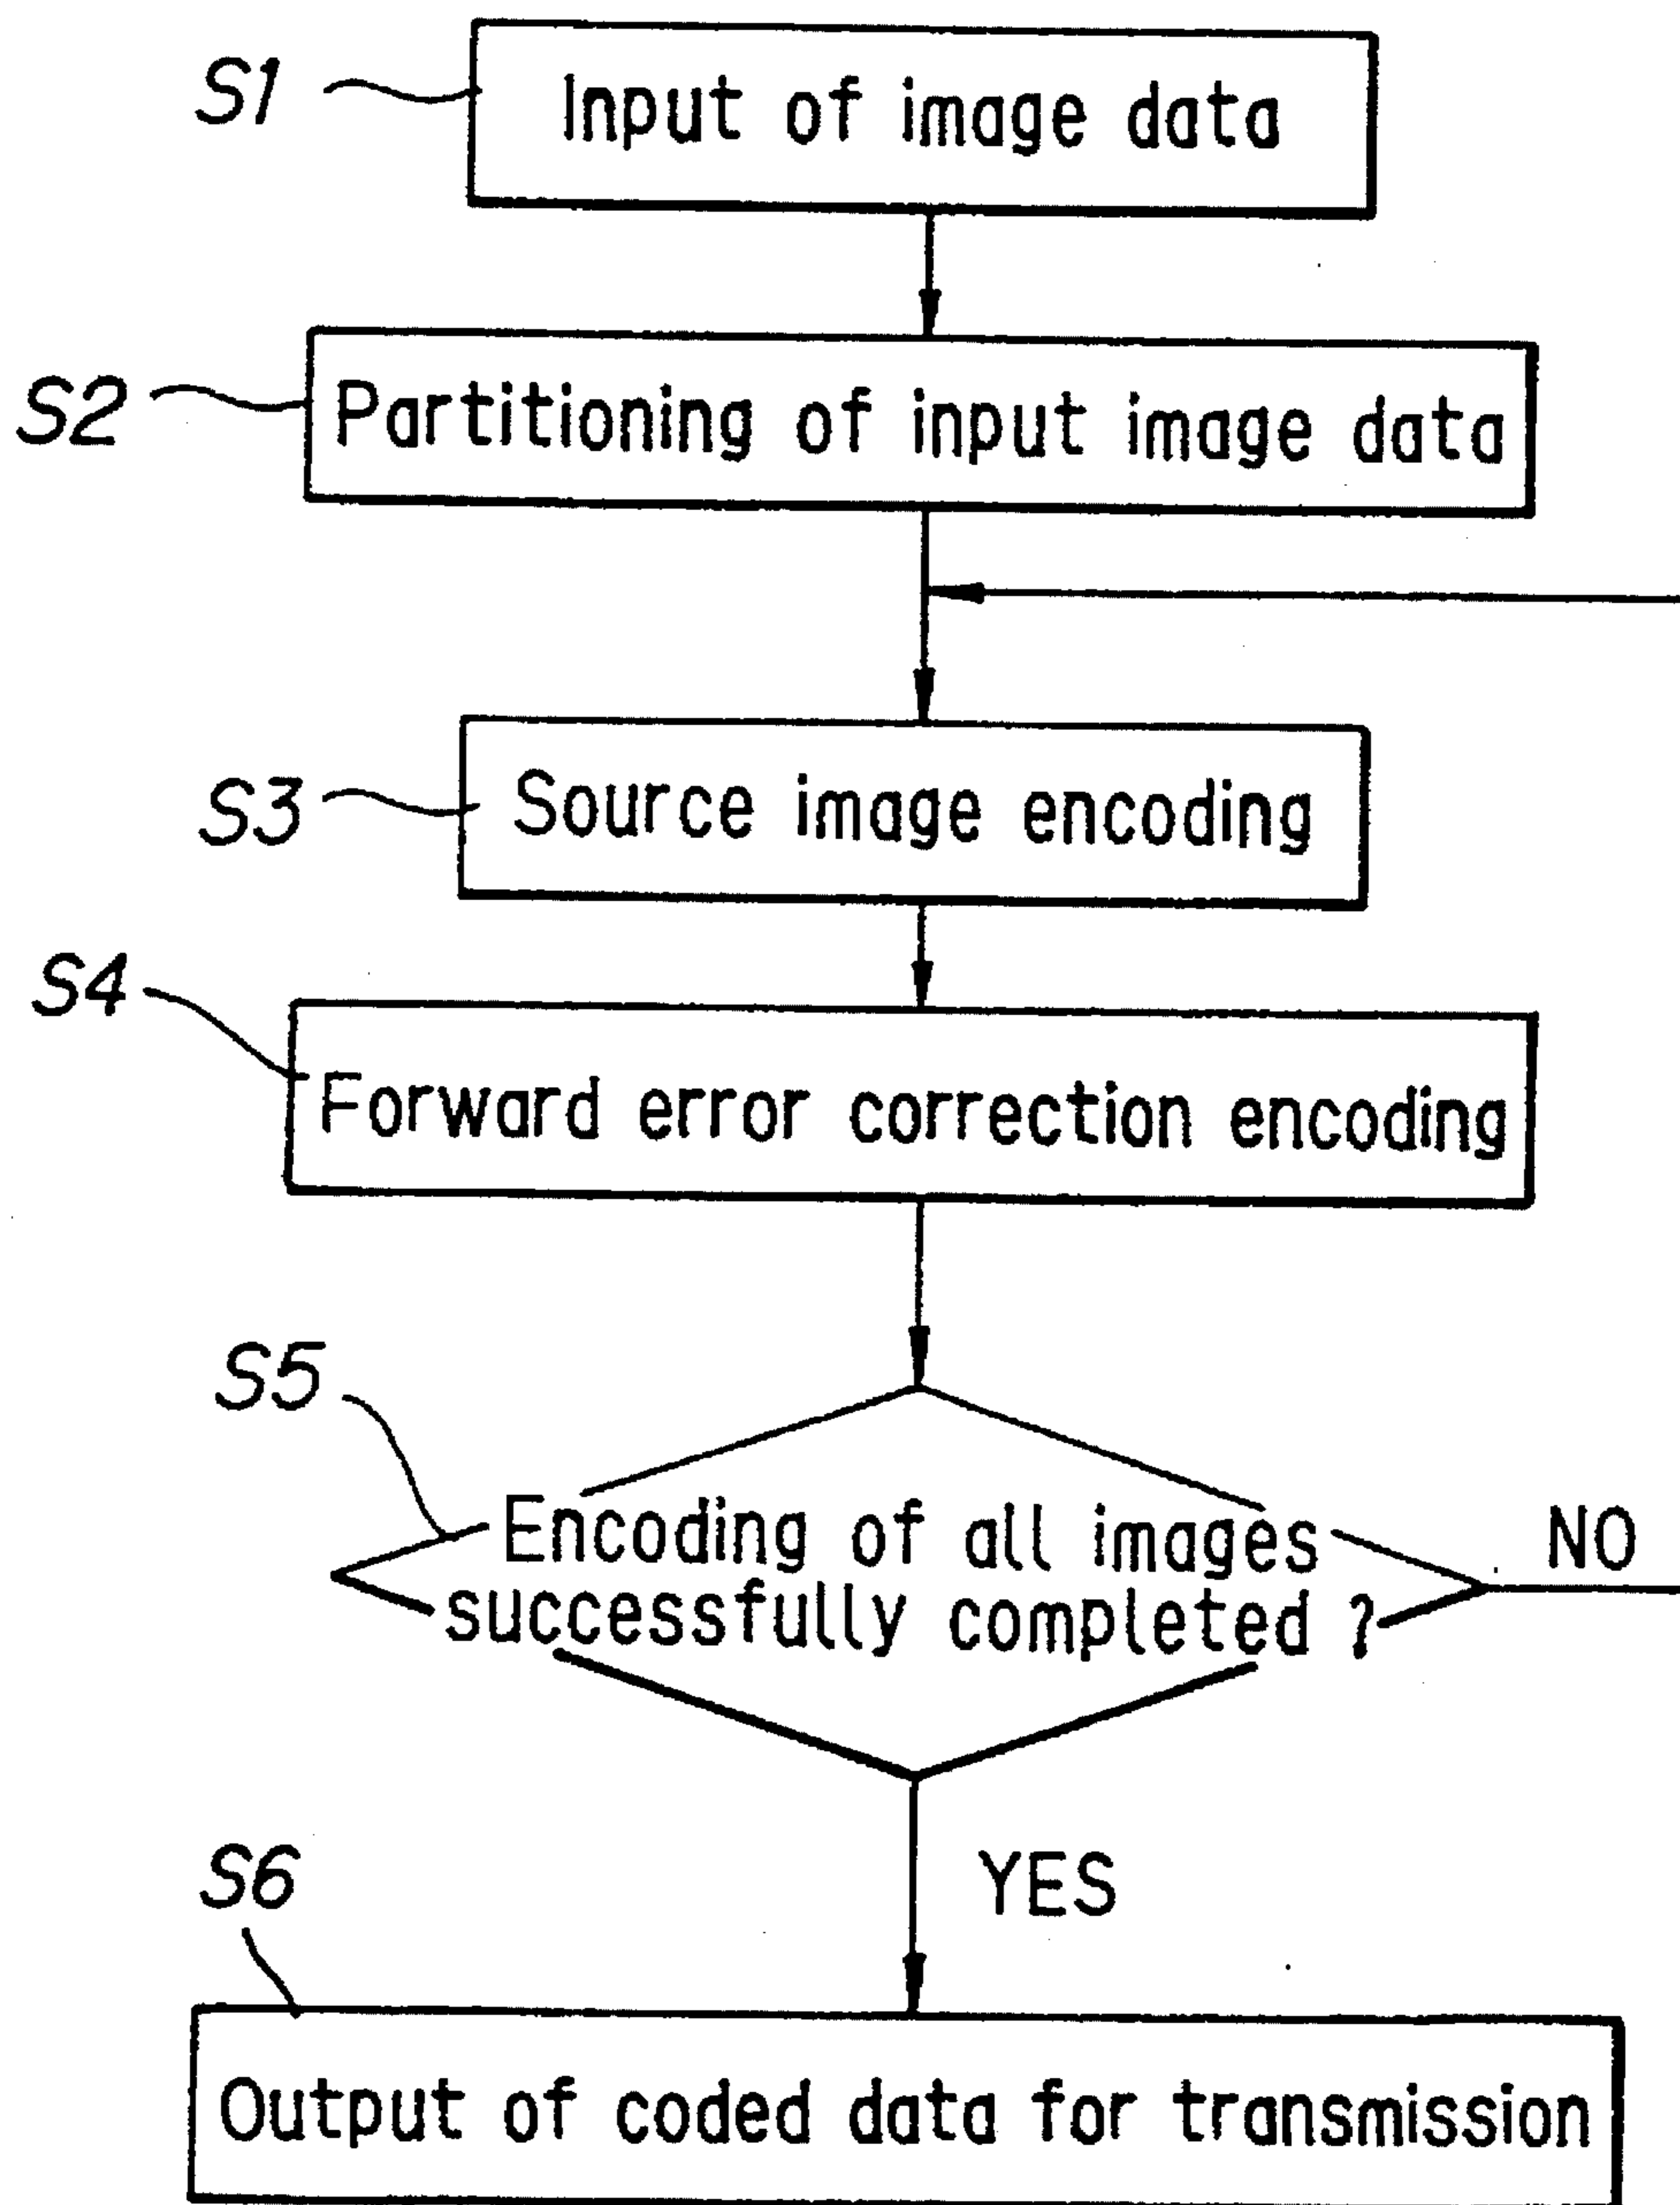 S1
Input of image data
S2
Partitioning of input image data
S3
Source image encoding
S4
Forward error correction encoding
S5
Encoding of all images
successfully completed ?
NO
YES
S6
Output of coded data for transmission